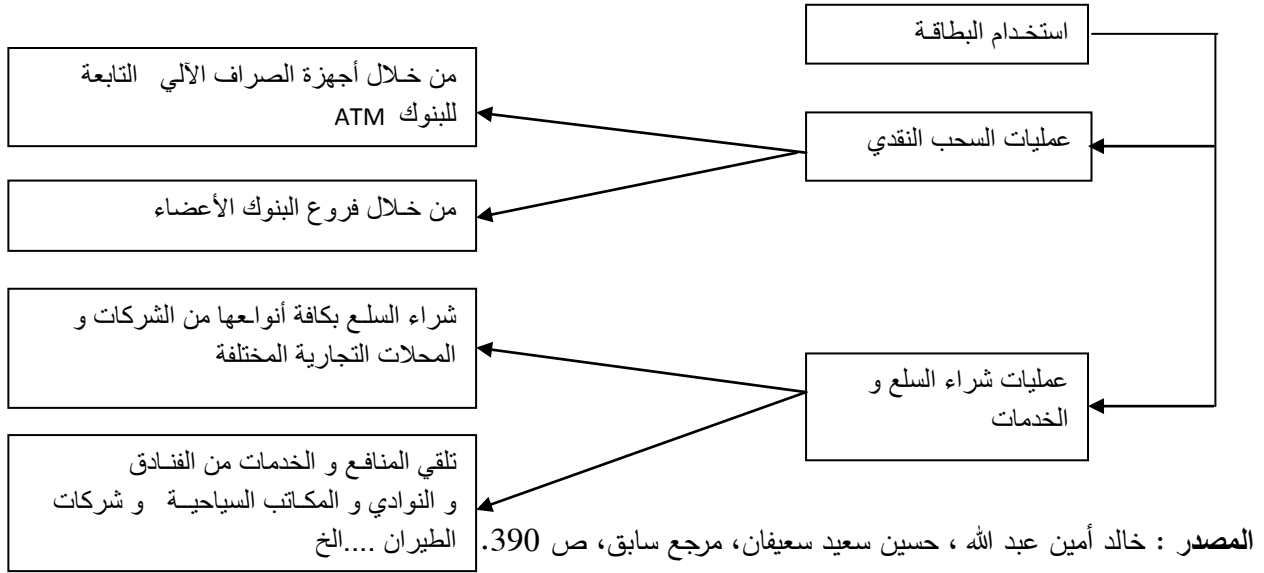 استخدام البطاقة
من خلال أجهزة الصراف الآلي التابعة
للبنوك ATM
عمليات السحب النقدي
من خلال فروع البنوك الأعضاء
شراء السلع بكافة أنواعها من الشركات و
المحلات التجارية المختلفة
عمليات شراء السلع و
الخدمات
تلقي المنافع و الخدمات من الفنادق
و النوادي و المكاتب السياحية و شركات
الطيران ....الخ
المصدر : خالد أمين عبد الله ، حسين سعيد سعيفان، مرجع سابق، ص 390.